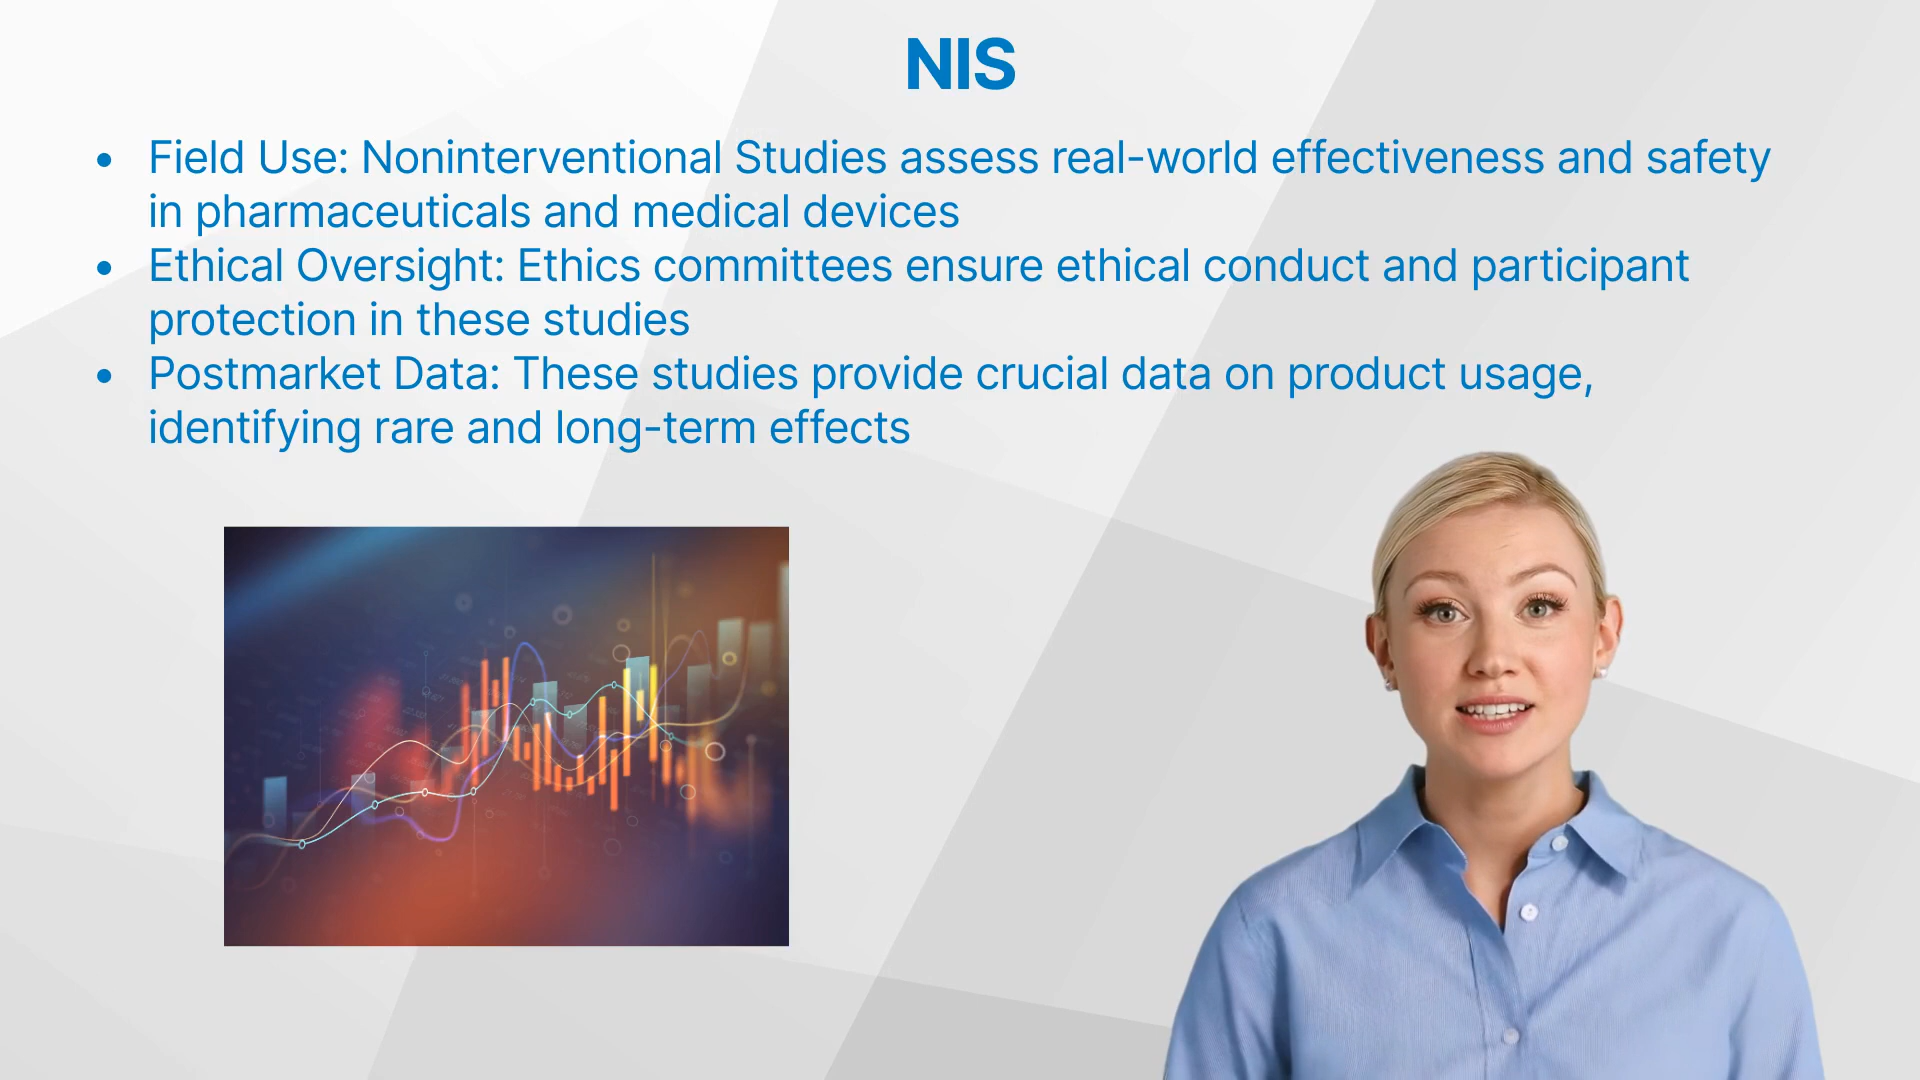 NIS
• Field Use: Noninterventional Studies assess real-world effectiveness and safety
in pharmaceuticals and medical devices
• Ethical Oversight: Ethics committees ensure ethical conduct and participant
protection in these studies
• Postmarket Data: These studies provide crucial data on product usage,
identifying rare and long-term effects